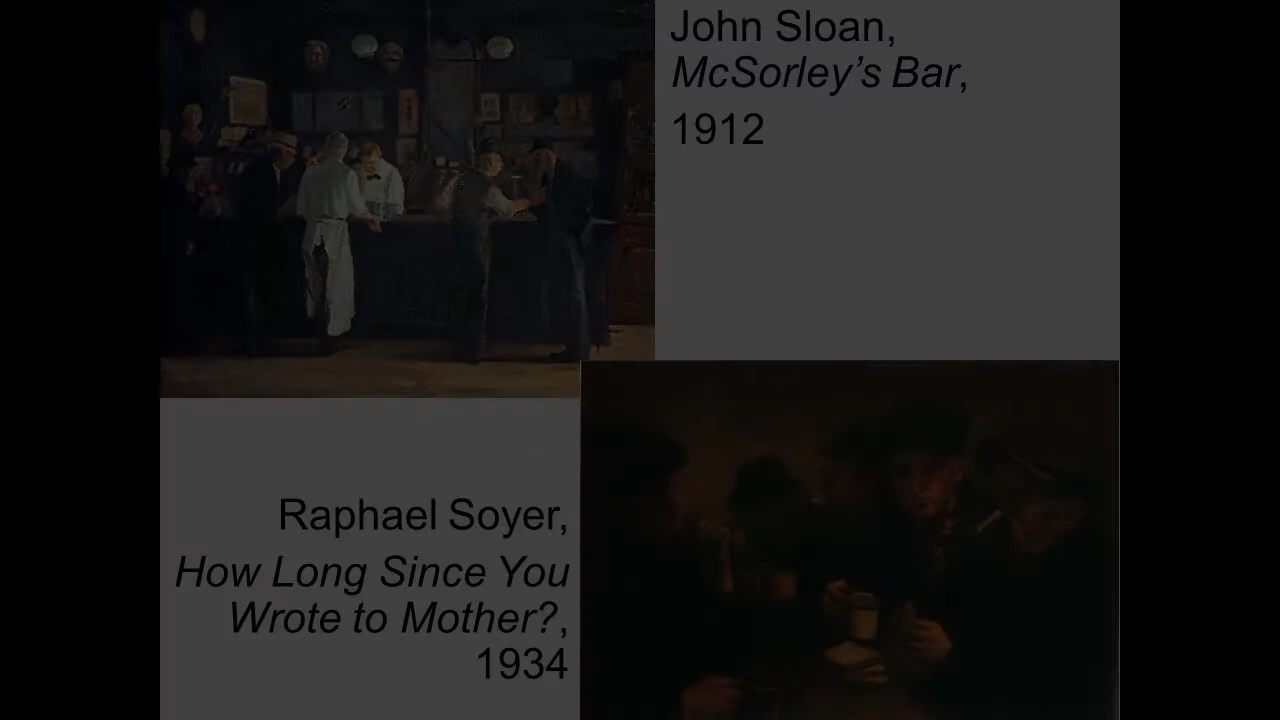 John Sloan,
McSorley’s Bar,
1912
Raphael Soyer,
How Long Since You
Wrote to Mother?,
1934